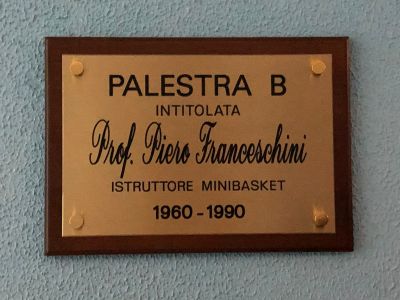 PALESTRA B
INTITOLATA
Prof. Piero Franceschini
ISTRUTTORE MINIBASKET
1960 - 1990